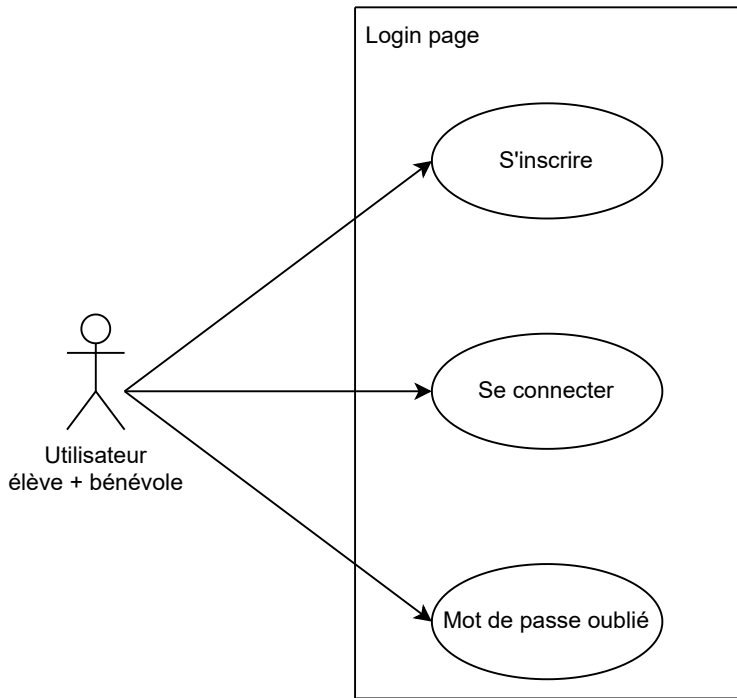 Login page
S'inscrire
Se connecter
Utilisateur
élève + bénévole
Mot de passe oublié